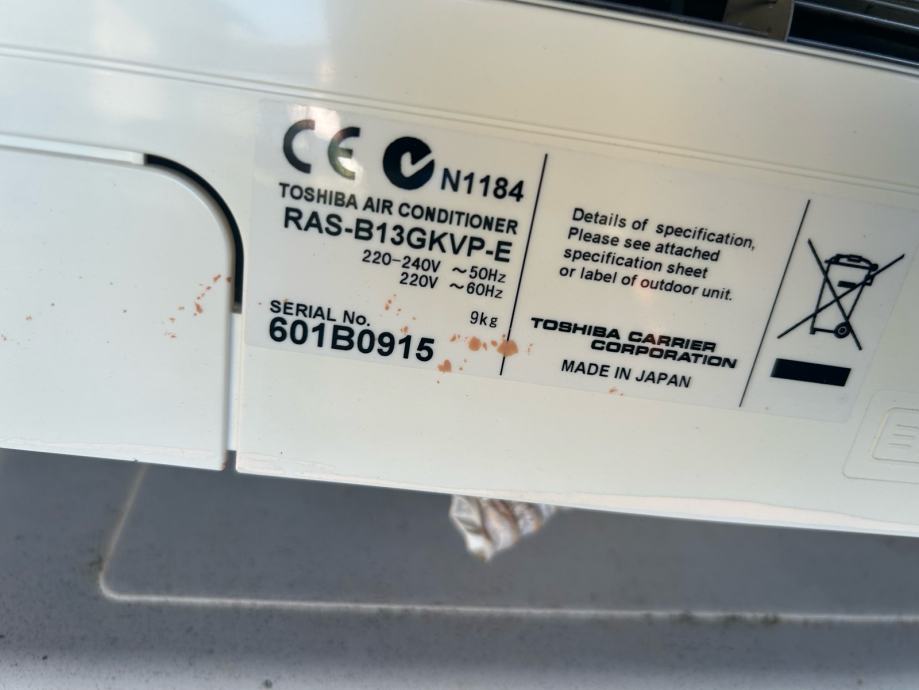 CE N1184
TOSHIBA AIR CONDITIONER
RAS-B13GKVP-E
220-240V ~50Hz
220V ~60Hz
9kg
SERIAL No.
601B0915
Details of specification,
Please see attached
specification sheet
or label of outdoor unit.
TOSHIBA CARRIER
CORPORATION
MADE IN JAPAN